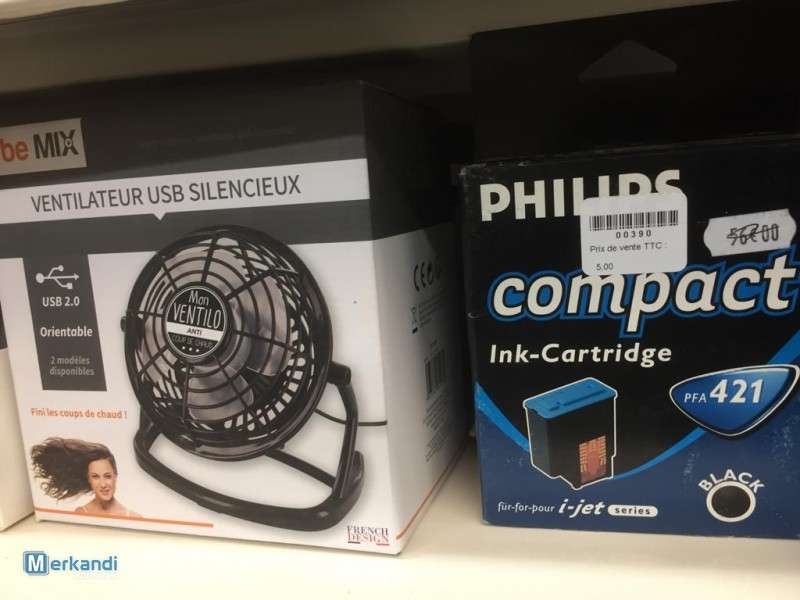 be MIX
VENTILATEUR USB SILENCIEUX
USB 2.0
Orientable
2 modèles
disponibles
Fini les coups de chaud !
Mon
VENTILO
ANTI
COUP DE CHAUD
FRENCH
DESIGN
PHILIPS
00390
Prix de vente TTC :
5,00
56€00
compact
Ink-Cartridge
PFA 421
BLACK
für-for-pour i-jet series
Merkandi